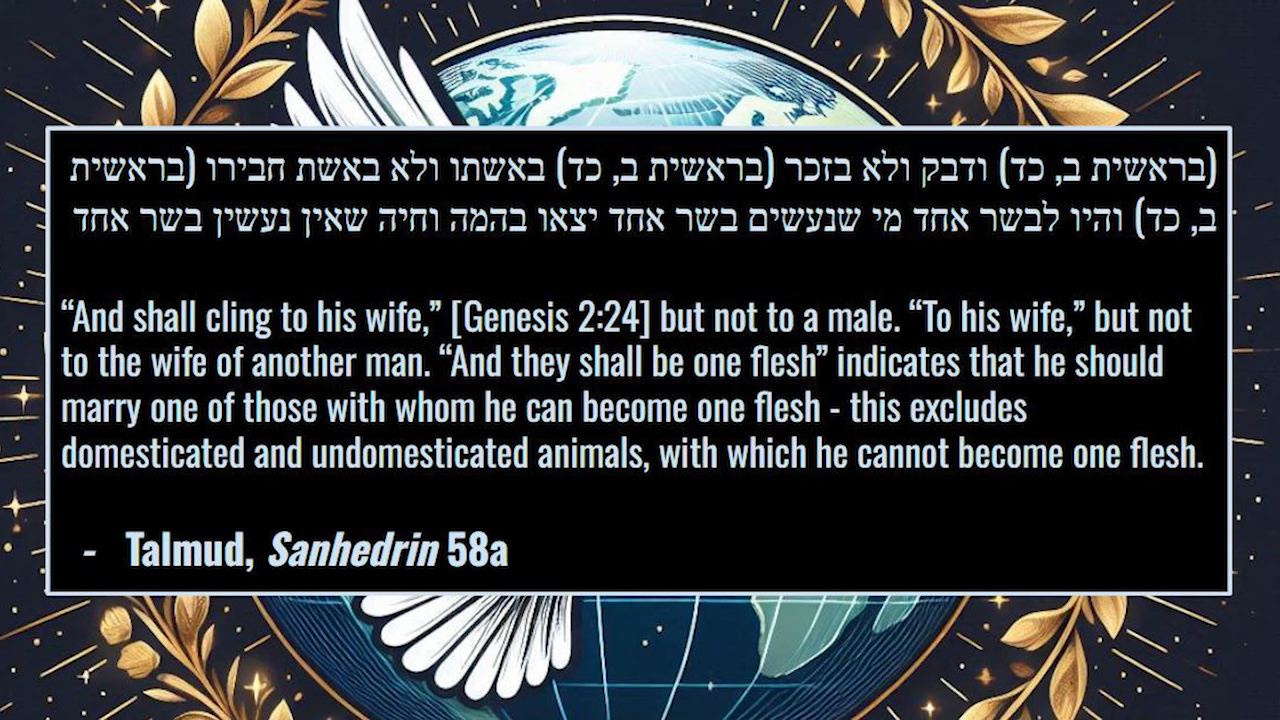 (בראשית ב, כד) ודבק ולא בזכר (בראשית ב, כד) באשתו ולא באשת חבירו (בראשית
ב, כד) והיו לבשר אחד מי שנעשים בשר אחד יצאו בהמה וחיה שאין נעשין בשר אחד
“And shall cling to his wife,” [Genesis 2:24] but not to a male. “To his wife,” but not
to the wife of another man. “And they shall be one flesh” indicates that he should
marry one of those with whom he can become one flesh - this excludes
domesticated and undomesticated animals, with which he cannot become one flesh.
- Talmud, Sanhedrin 58a